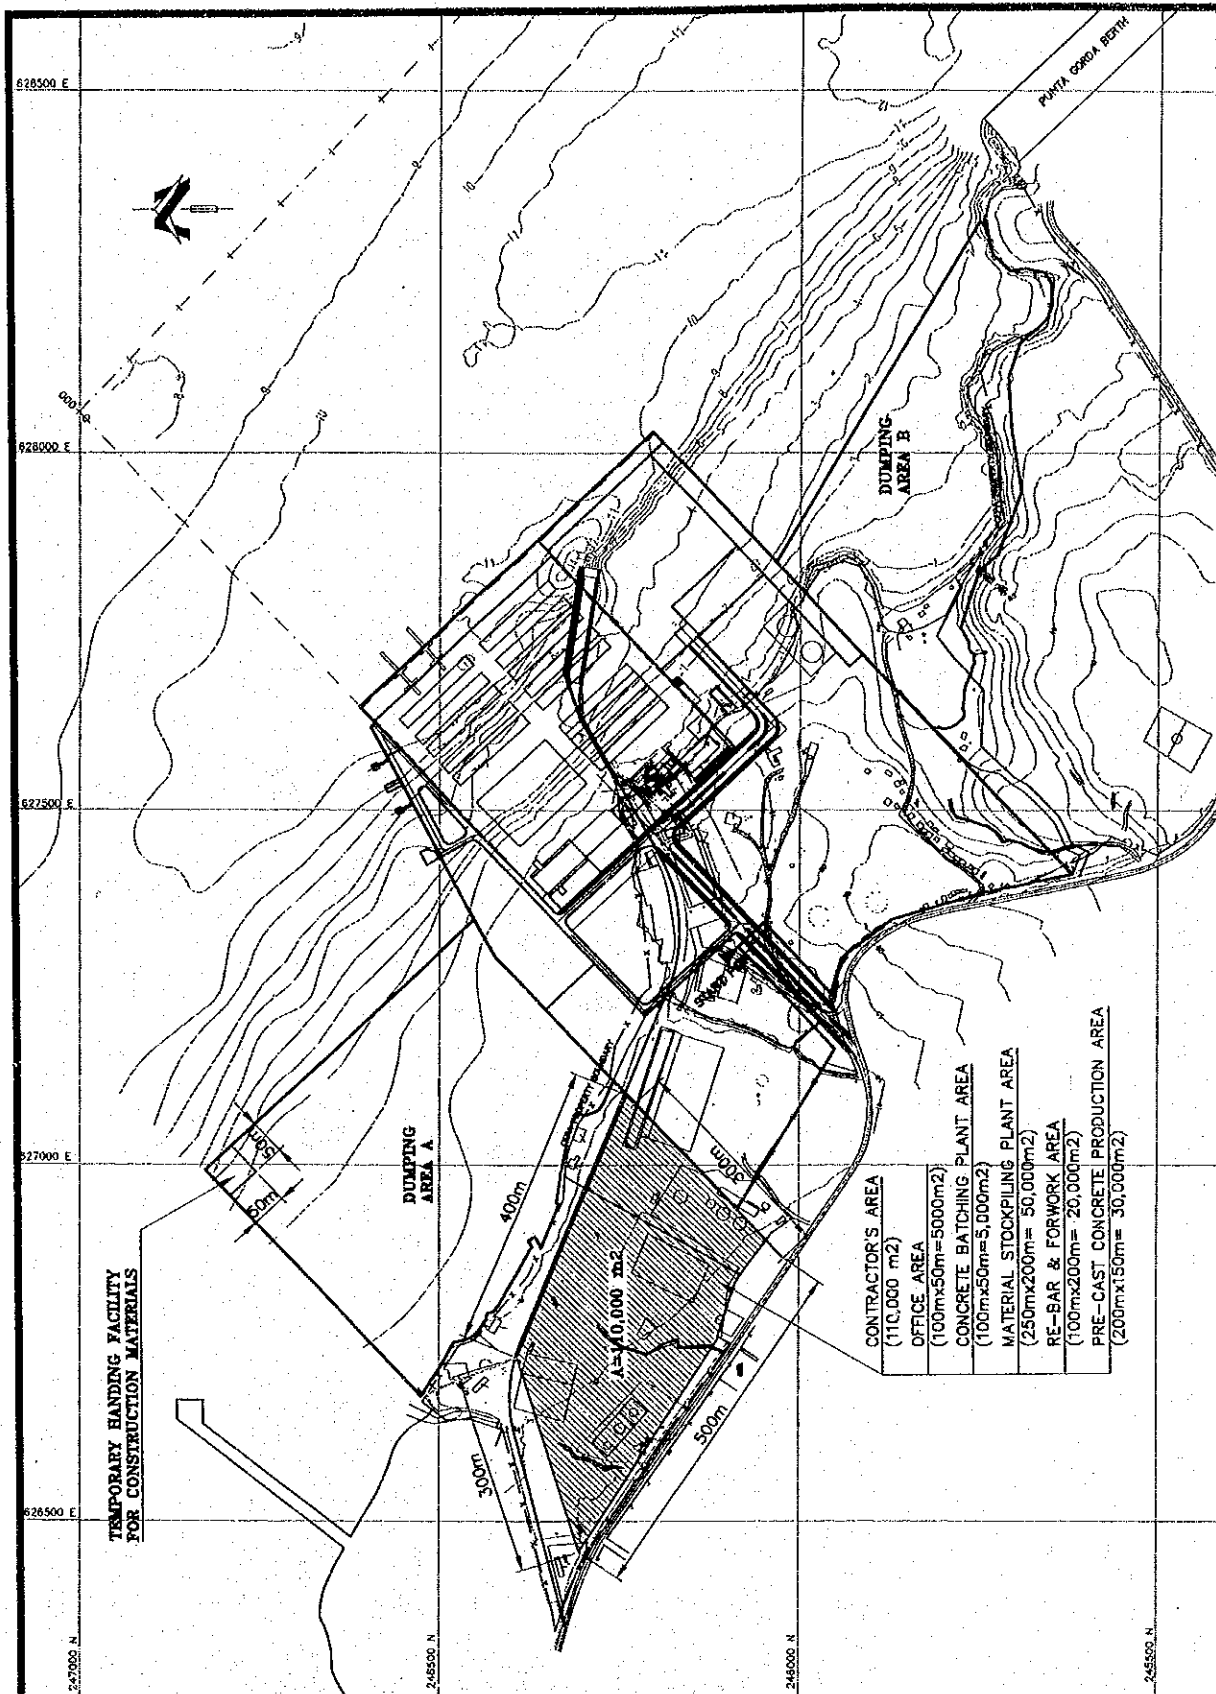 628500 E
628000 E
627500 E
627000 E
626500 E
247000 N
246500 N
246000 N
245500 N
PUNTA GORDA BERTH
DUMPING
AREA B
DUMPING
AREA A
TEMPORARY HANDING FACILITY
FOR CONSTRUCTION MATERIALS
50m
50m
400m
300m
300m
500m
A=110,000 m2
CONTRACTOR'S AREA
(110,000 m2)
OFFICE AREA
(100mx50m=5000m2)
CONCRETE BATCHING PLANT AREA
(100mx50m=5,000m2)
MATERIAL STOCKPILING PLANT AREA
(250mx200m= 50,000m2)
RE-BAR & FORWORK AREA
(100mx200m= 20,000m2)
PRE-CAST CONCRETE PRODUCTION AREA
(200mx150m= 30,000m2)